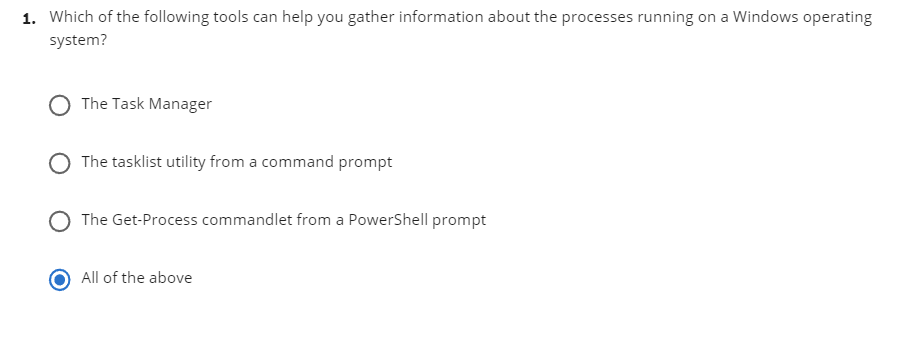 1. Which of the following tools can help you gather information about the processes running on a Windows operating
system?
The Task Manager
The tasklist utility from a command prompt
The Get-Process commandlet from a PowerShell prompt
All of the above